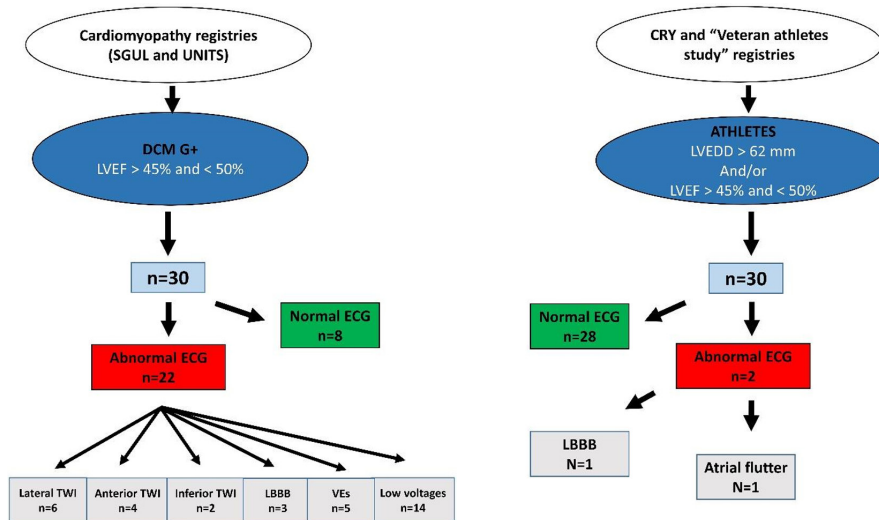 Cardiomyopathy registries
(SGUL and UNITS)
DCM G+
LVEF > 45% and < 50%
n=30
Normal ECG
n=8
Abnormal ECG
n=22
Lateral TWI
n=6
Anterior TWI
n=4
Inferior TWI
n=2
LBBB
n=3
VEs
n=5
Low voltages
n=14
CRY and “Veteran athletes
study” registries
ATHLETES
LVEDD > 62 mm
And/or
LVEF > 45% and < 50%
n=30
Normal ECG
n=28
Abnormal ECG
n=2
LBBB
N=1
Atrial flutter
N=1